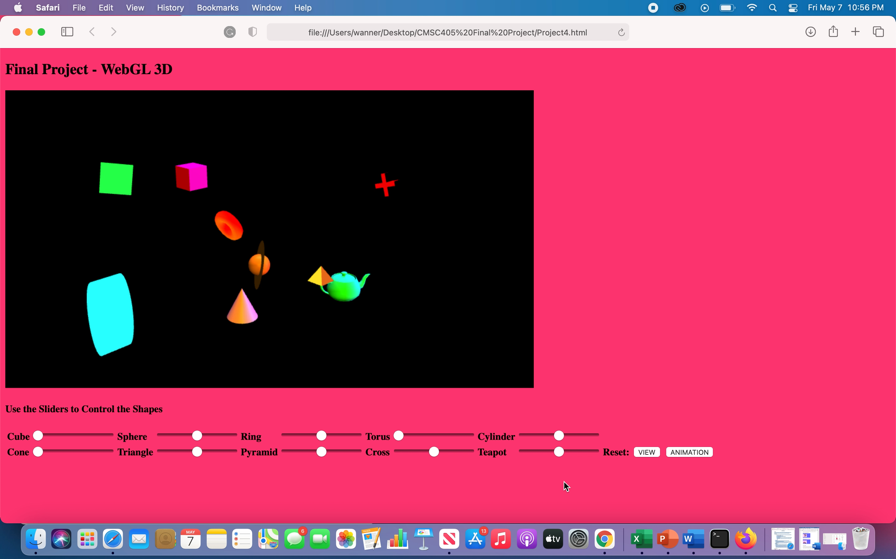 Safari File Edit View History Bookmarks Window Help Fri May 7 10:56 PM
file:///Users/wanner/Desktop/CMSC405%20Final%20Project/Project4.html
Final Project - WebGL 3D
Use the Sliders to Control the Shapes
Cube Sphere Ring Torus Cylinder
Cone Triangle Pyramid Cross Teapot Reset: VIEW ANIMATION